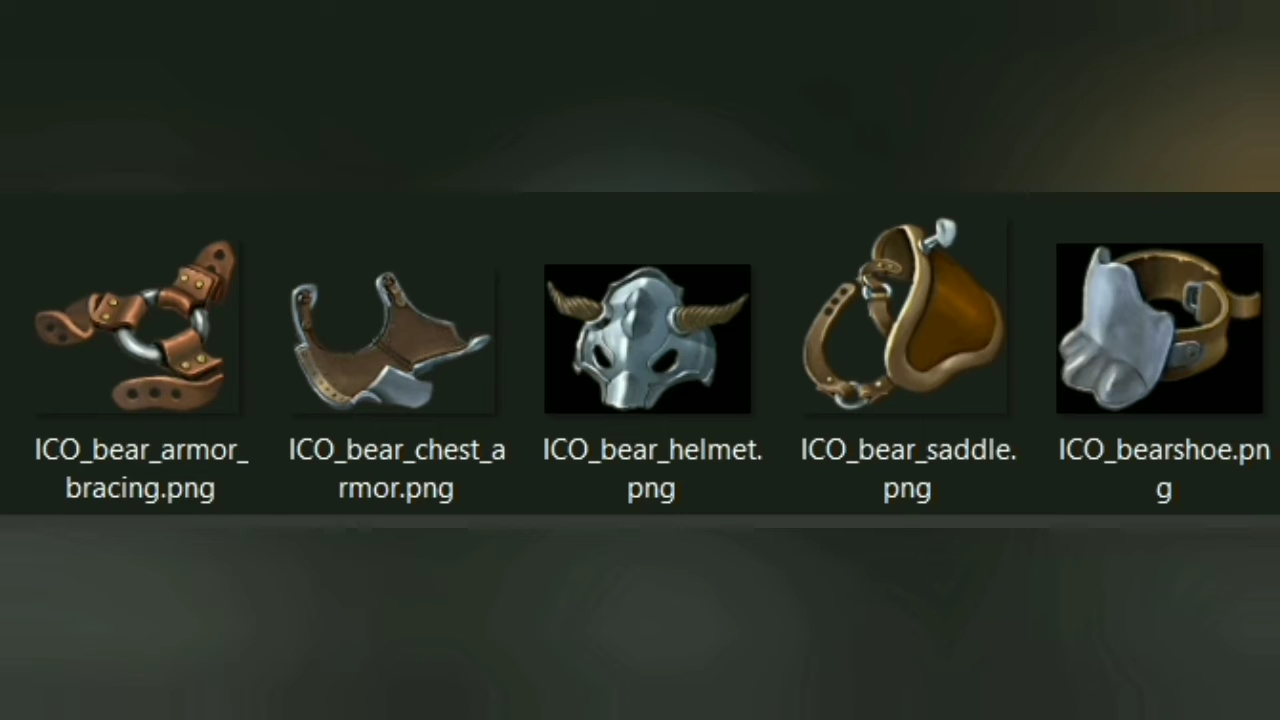 ICO_bear_armor_
bracing.png
ICO_bear_chest_a
rmor.png
ICO_bear_helmet.
png
ICO_bear_saddle.
png
ICO_bearshoe.pn
g